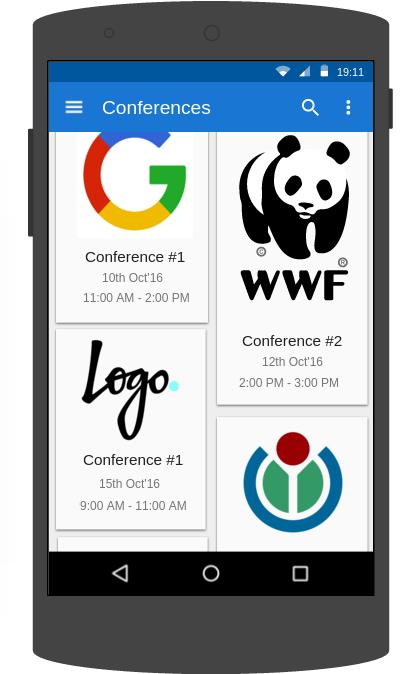 19:11
Conferences
G
Conference #1
10th Oct'16
11:00 AM - 2:00 PM
©
®
WWF
Conference #2
12th Oct'16
2:00 PM - 3:00 PM
Logo.
Conference #1
15th Oct'16
9:00 AM - 11:00 AM